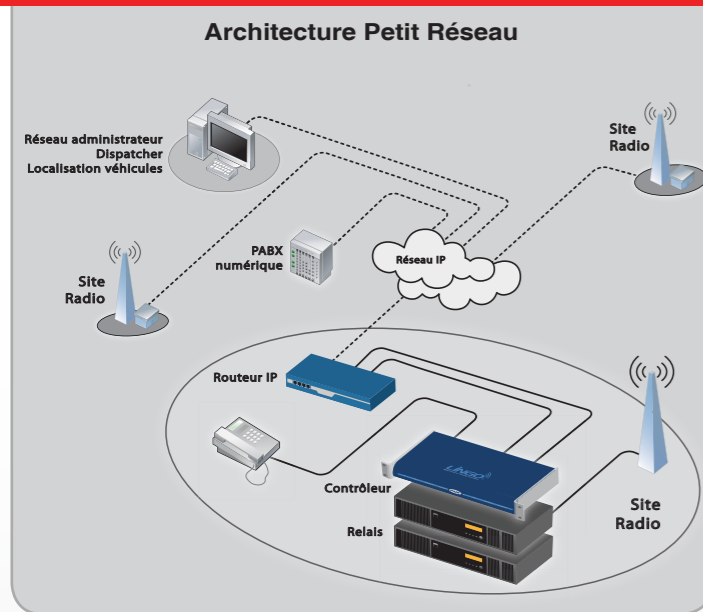 Architecture Petit Réseau
Réseau administrateur
Dispatcher
Localisation véhicules
Site
Radio
PABX
numérique
Réseau IP
Site
Radio
Routeur IP
LINGO
Contrôleur
Relais
Site
Radio